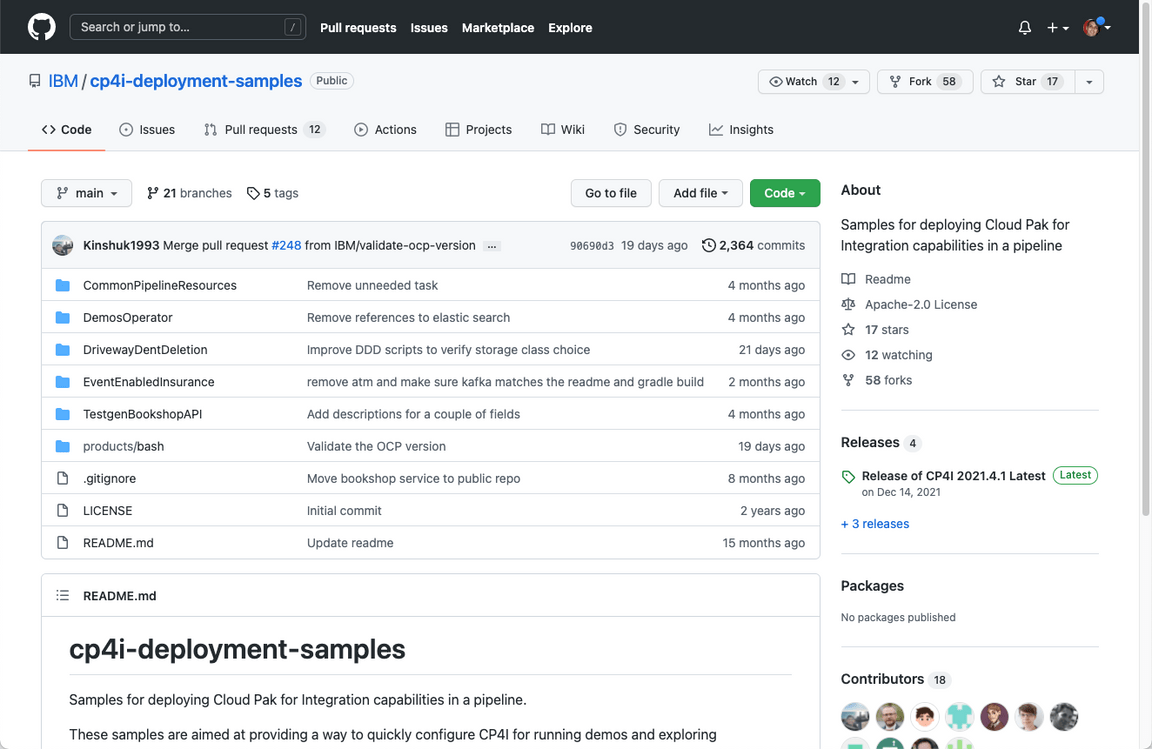 Search or jump to... / Pull requests Issues Marketplace Explore
IBM / cp4i-deployment-samples Public Watch 12 Fork 58 Star 17
Code Issues Pull requests 12 Actions Projects Wiki Security Insights
main 21 branches 5 tags Go to file Add file Code
Kinshuk1993 Merge pull request #248 from IBM/validate-ocp-version ... 90690d3 19 days ago 2,364 commits
CommonPipelineResources Remove unneeded task 4 months ago
DemosOperator Remove references to elastic search 4 months ago
DrivewayDentDeletion Improve DDD scripts to verify storage class choice 21 days ago
EventEnabledInsurance remove atm and make sure kafka matches the readme and gradle build 2 months ago
TestgenBookshopAPI Add descriptions for a couple of fields 4 months ago
products/bash Validate the OCP version 19 days ago
.gitignore Move bookshop service to public repo 8 months ago
LICENSE Initial commit 2 years ago
README.md Update readme 15 months ago
README.md
cp4i-deployment-samples
Samples for deploying Cloud Pak for Integration capabilities in a pipeline.
These samples are aimed at providing a way to quickly configure CP4I for running demos and exploring
About
Samples for deploying Cloud Pak for
Integration capabilities in a pipeline
Readme
Apache-2.0 License
17 stars
12 watching
58 forks
Releases 4
Release of CP4I 2021.4.1 Latest Latest
on Dec 14, 2021
+ 3 releases
Packages
No packages published
Contributors 18